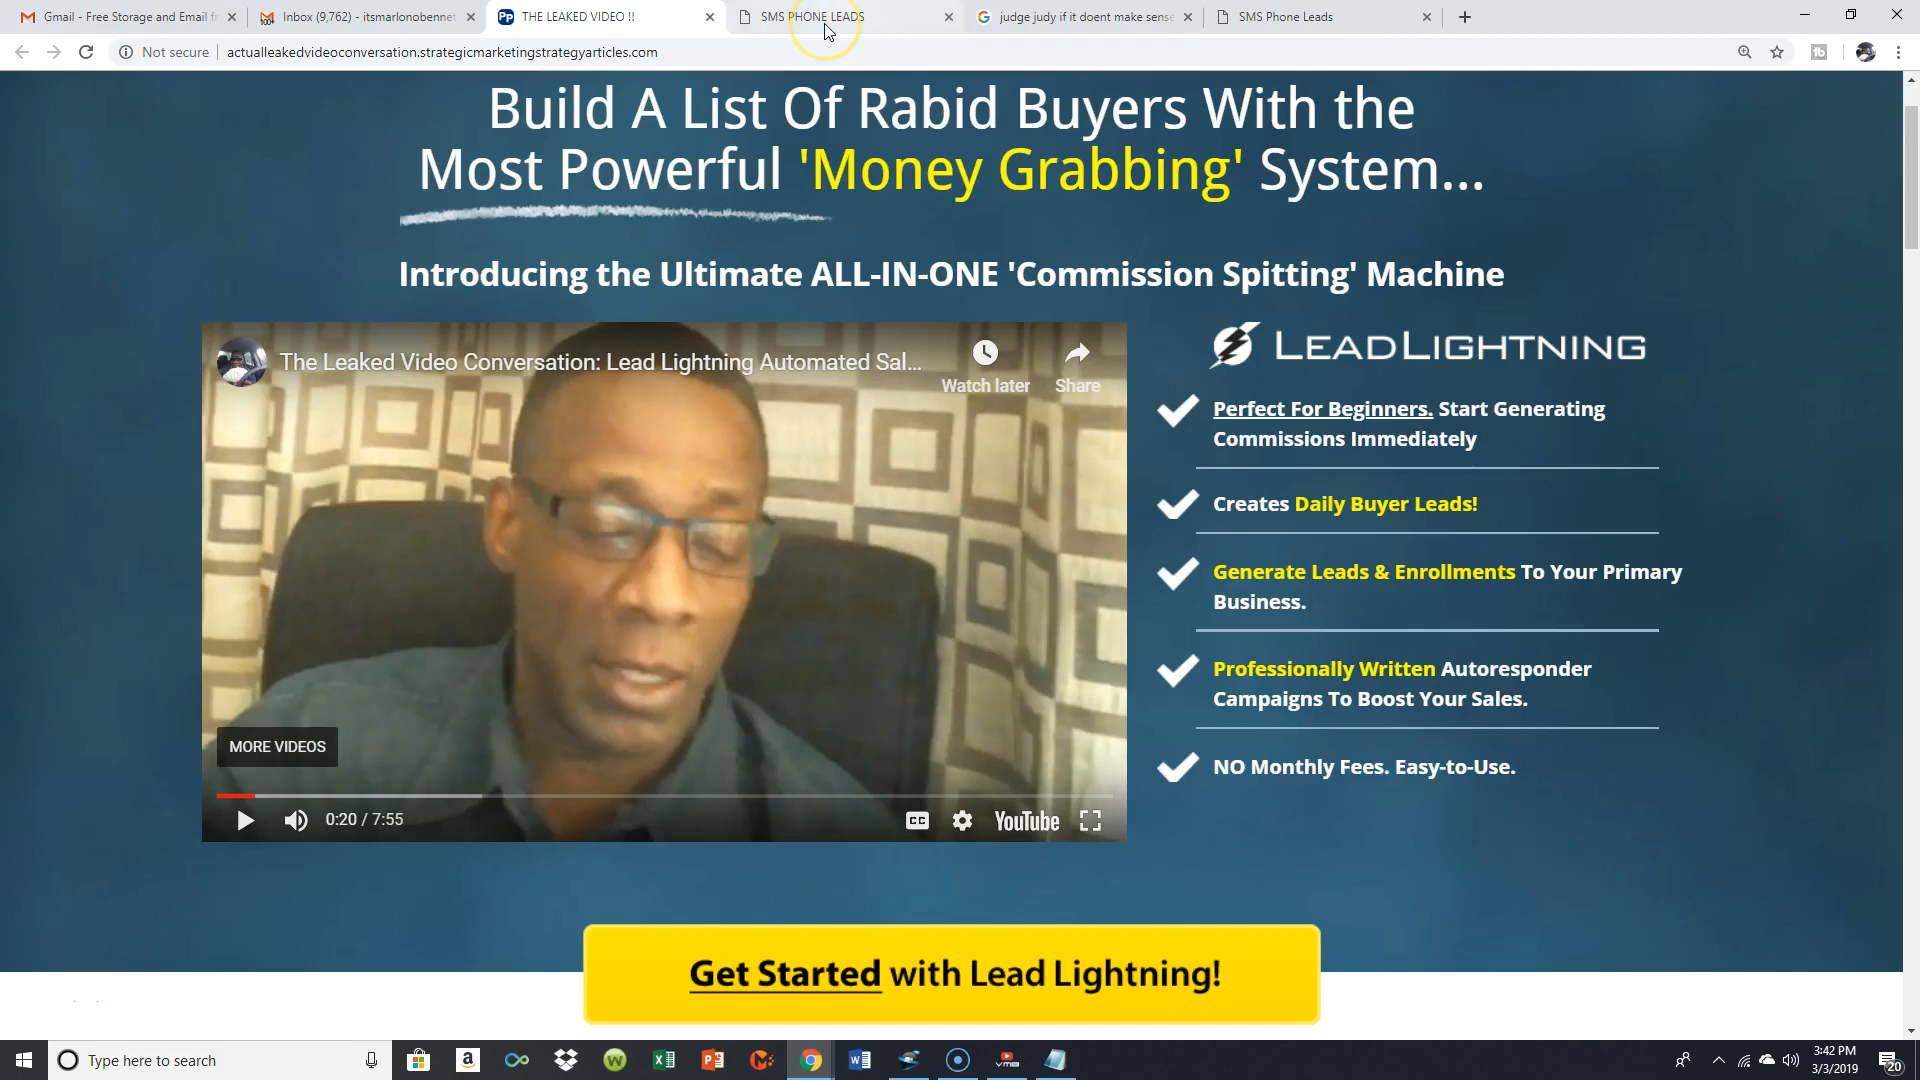 Gmail - Free Storage and Email f
Inbox (9,762) - itsmarlonobennet
THE LEAKED VIDEO !!
SMS PHONE LEADS
judge judy if it doent make sense
SMS Phone Leads
Not secure
actualleakedvideoconversation.strategicmarketingstrategyarticles.com
Build A List Of Rabid Buyers With the
Most Powerful 'Money Grabbing' System...
Introducing the Ultimate ALL-IN-ONE 'Commission Spitting' Machine
The Leaked Video Conversation: Lead Lightning Automated Sal...
Watch later
Share
MORE VIDEOS
0:20 / 7:55
CC
YouTube
LEADLIGHTNING
Perfect For Beginners. Start Generating
Commissions Immediately
Creates Daily Buyer Leads!
Generate Leads & Enrollments To Your Primary
Business.
Professionally Written Autoresponder
Campaigns To Boost Your Sales.
NO Monthly Fees. Easy-to-Use.
Get Started with Lead Lightning!
Type here to search
3:42 PM
3/3/2019
20